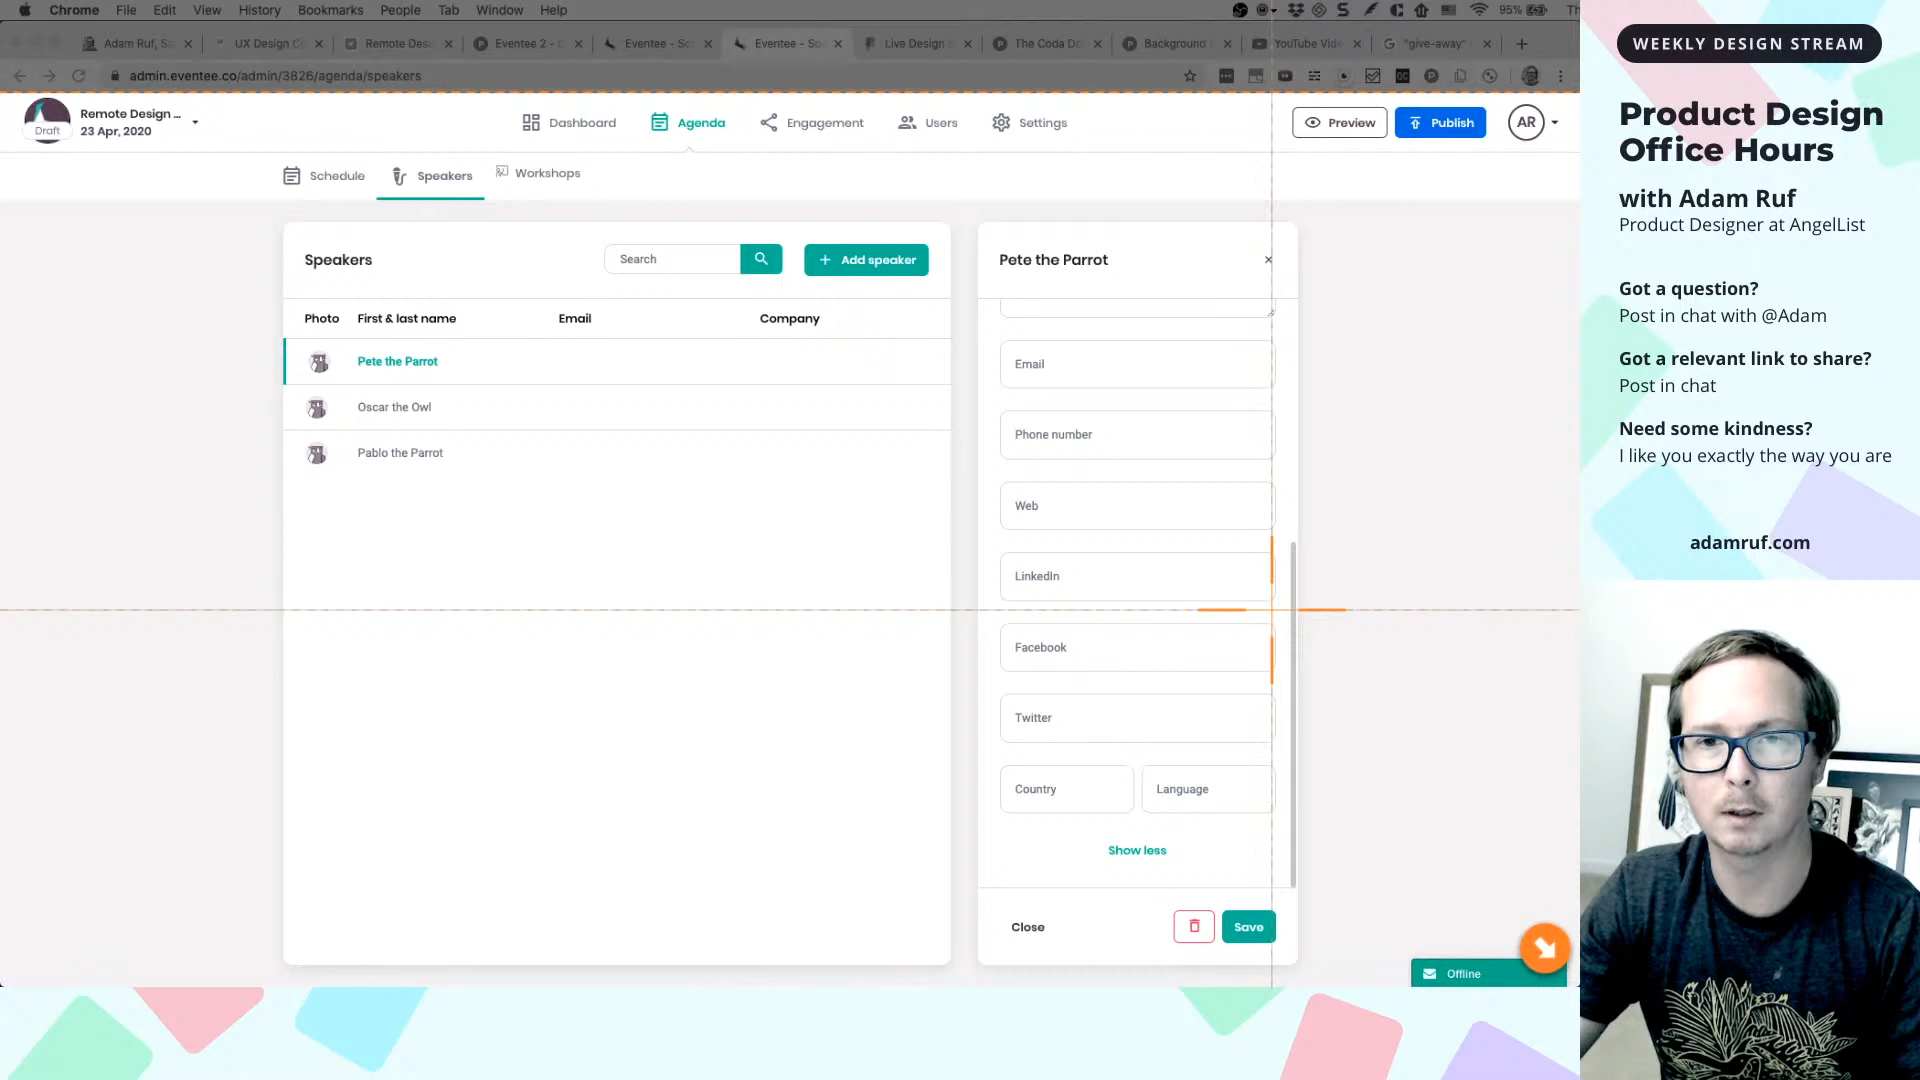 Chrome File Edit View History Bookmarks People Tab Window Help
95%
Adam Ruf, S
UX Design C
Remote Desi
Eventee 2 - D
Eventee - Sc
Eventee - So
Live Design
The Coda Do
Background
YouTube Vide
"give-away"
admin.eventee.co/admin/3826/agenda/speakers
Draft
Remote Design ...
23 Apr, 2020
Dashboard
Agenda
Engagement
Users
Settings
Preview
Publish
AR
Schedule
Speakers
Workshops
Speakers
Search
Add speaker
Photo First & last name Email Company
Pete the Parrot
Oscar the Owl
Pablo the Parrot
Pete the Parrot
×
Email
Phone number
Web
LinkedIn
Facebook
Twitter
Country
Language
Show less
Close
Save
Offline
WEEKLY DESIGN STREAM
Product Design
Office Hours
with Adam Ruf
Product Designer at AngelList
Got a question?
Post in chat with @Adam
Got a relevant link to share?
Post in chat
Need some kindness?
I like you exactly the way you are
adamruf.com